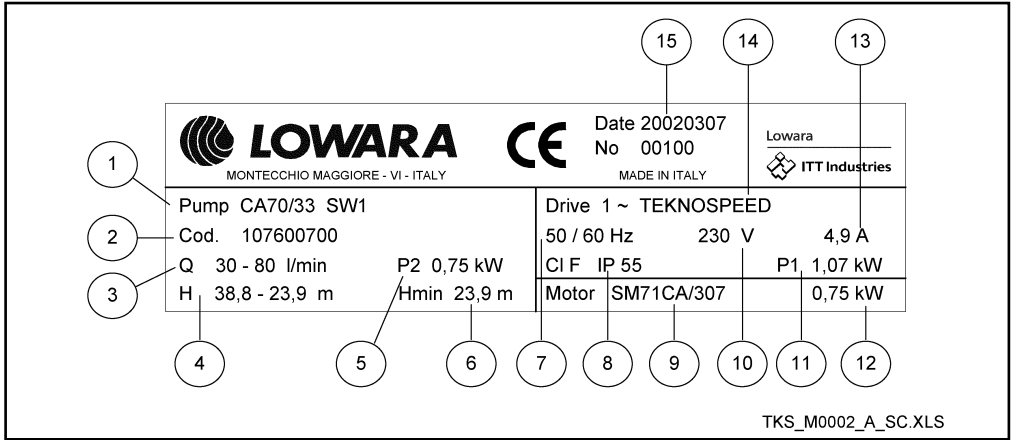 15 14 13
LOWARA
MONTECCHIO MAGGIORE - VI - ITALY
CE
Date 20020307
No 00100
MADE IN ITALY
Lowara
ITT Industries
1
Pump CA70/33 SW1
2
Cod. 107600700
3
Q 30 - 80 l/min P2 0,75 kW
H 38,8 - 23,9 m Hmin 23,9 m
Drive 1 ~ TEKNOSPEED
50 / 60 Hz 230 V 4,9 A
Cl F IP 55 P1 1,07 kW
Motor SM71CA/307 0,75 kW
4 5 6 7 8 9 10 11 12
TKS_M0002_A_SC.XLS